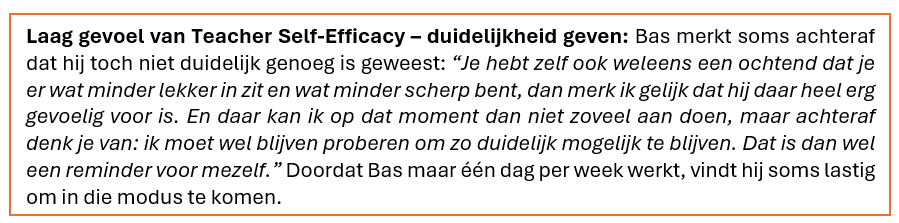 Laag gevoel van Teacher Self-Efficacy – duidelijkheid geven: Bas merkt soms achteraf
dat hij toch niet duidelijk genoeg is geweest: “Je hebt zelf ook weleens een ochtend dat je
er wat minder lekker in zit en wat minder scherp bent, dan merk ik gelijk dat hij daar heel erg
gevoelig voor is. En daar kan ik op dat moment dan niet zoveel aan doen, maar achteraf
denk je van: ik moet wel blijven proberen om zo duidelijk mogelijk te blijven. Dat is dan wel
een reminder voor mezelf.” Doordat Bas maar één dag per week werkt, vindt hij soms lastig
om in die modus te komen.